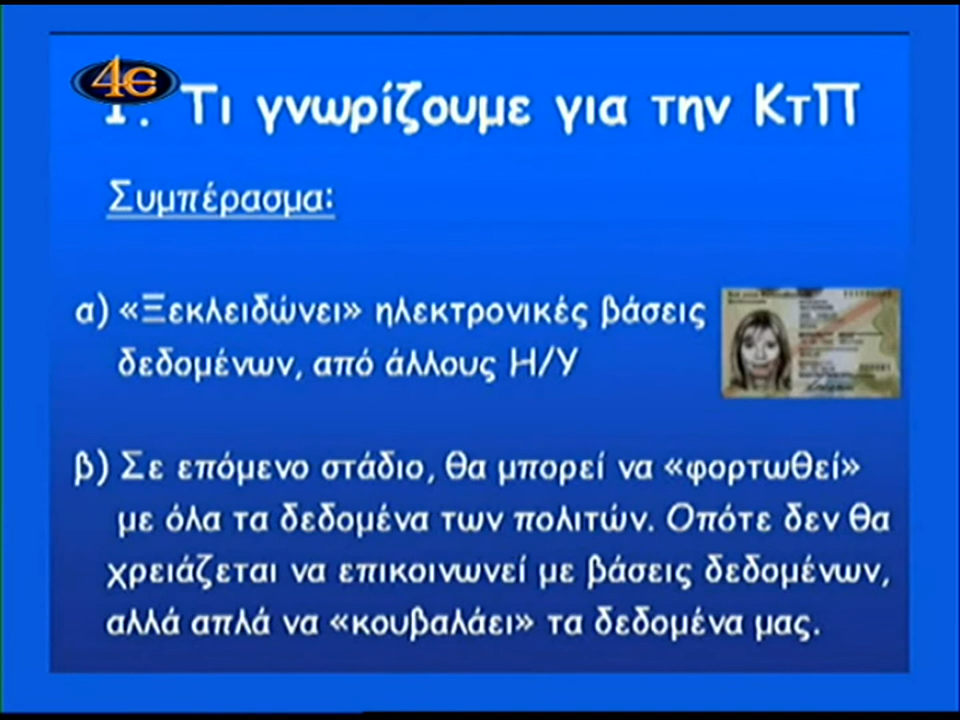 4e
1. Τι γνωρίζουμε για την ΚτΠ
Συμπέρασμα:
α) «Ξεκλειδώνει» ηλεκτρονικές βάσεις
δεδομένων, από άλλους Η/Υ
β) Σε επόμενο στάδιο, θα μπορεί να «φορτωθεί»
με όλα τα δεδομένα των πολιτών. Οπότε δεν θα
χρειάζεται να επικοινωνεί με βάσεις δεδομένων,
αλλά απλά να «κουβαλάει» τα δεδομένα μας.